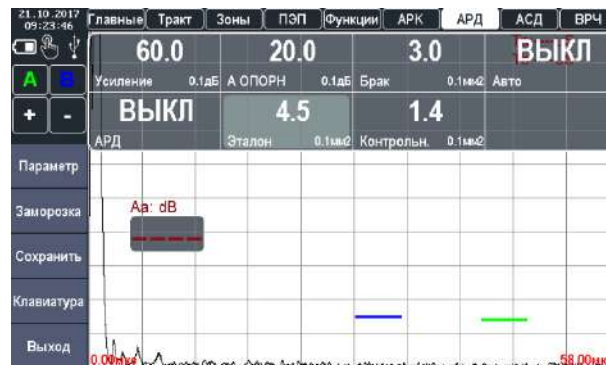 21.10.2017
09:23:46
Главные Тракт Зоны ПЭП Функции АРК АРД АСД ВРЧ
A B
+ -
60.0 20.0 3.0 ВЫКЛ
Усиление 0.1дБ А ОПОРН 0.1дБ Брак 0.1мм2 Авто
ВЫКЛ 4.5 1.4
АРД Эталон 0.1мм2 Контрольн. 0.1мм2
Параметр
Заморозка
Сохранить
Клавиатура
Выход
Aa: dB
0.00мкс 58.00мк